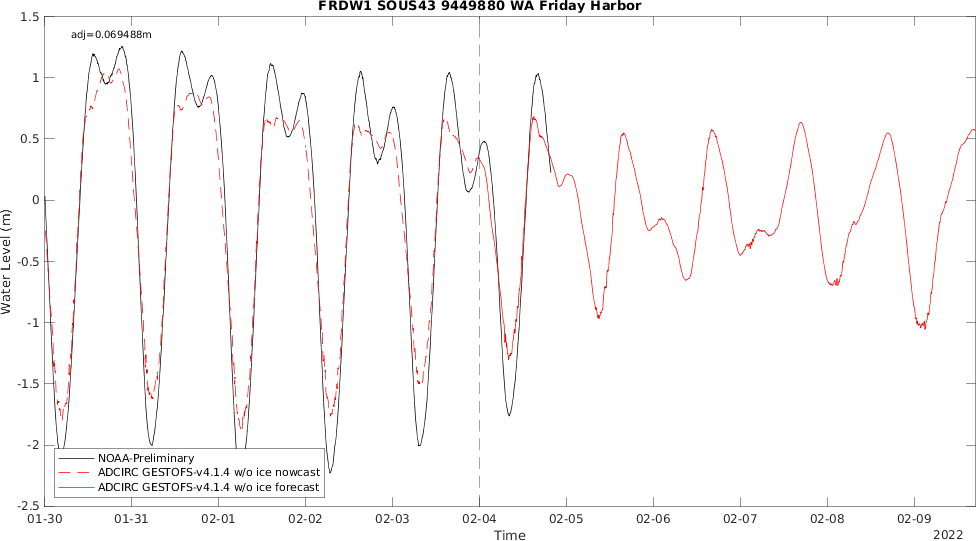 FRDW1 SOUS43 9449880 WA Friday Harbor
adj=0.069488m
1.5
1
0.5
0
-0.5
-1
-1.5
-2
-2.5
Water Level (m)
NOAA-Preliminary
ADCIRC GESTOFS-v4.1.4 w/o ice nowcast
ADCIRC GESTOFS-v4.1.4 w/o ice forecast
01-30 01-31 02-01 02-02 02-03 02-04 02-05 02-06 02-07 02-08 02-09
Time
2022